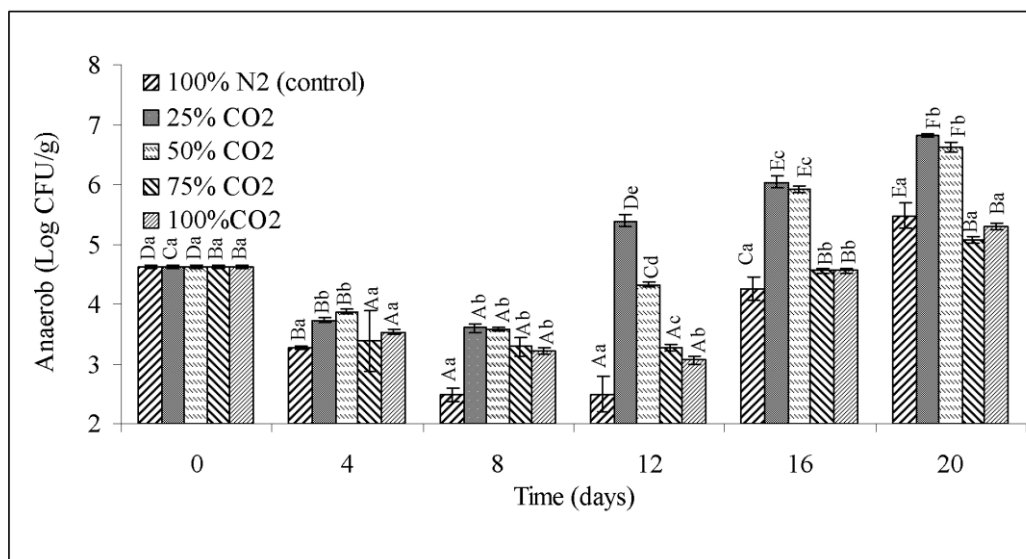 8
7
6
5
4
3
2
Anaerob (Log CFU/g)
100% N2 (control)
25% CO2
50% CO2
75% CO2
100%CO2
Da Ca Da Ba Ba
Ba Bb Bb Aa Aa
Aa Ab Ab Ab Ab
Aa De Cd Ac Ab
Ca Ec Ec Bb Bb
Ea Fb Fb Ba Ba
0 4 8 12 16 20
Time (days)